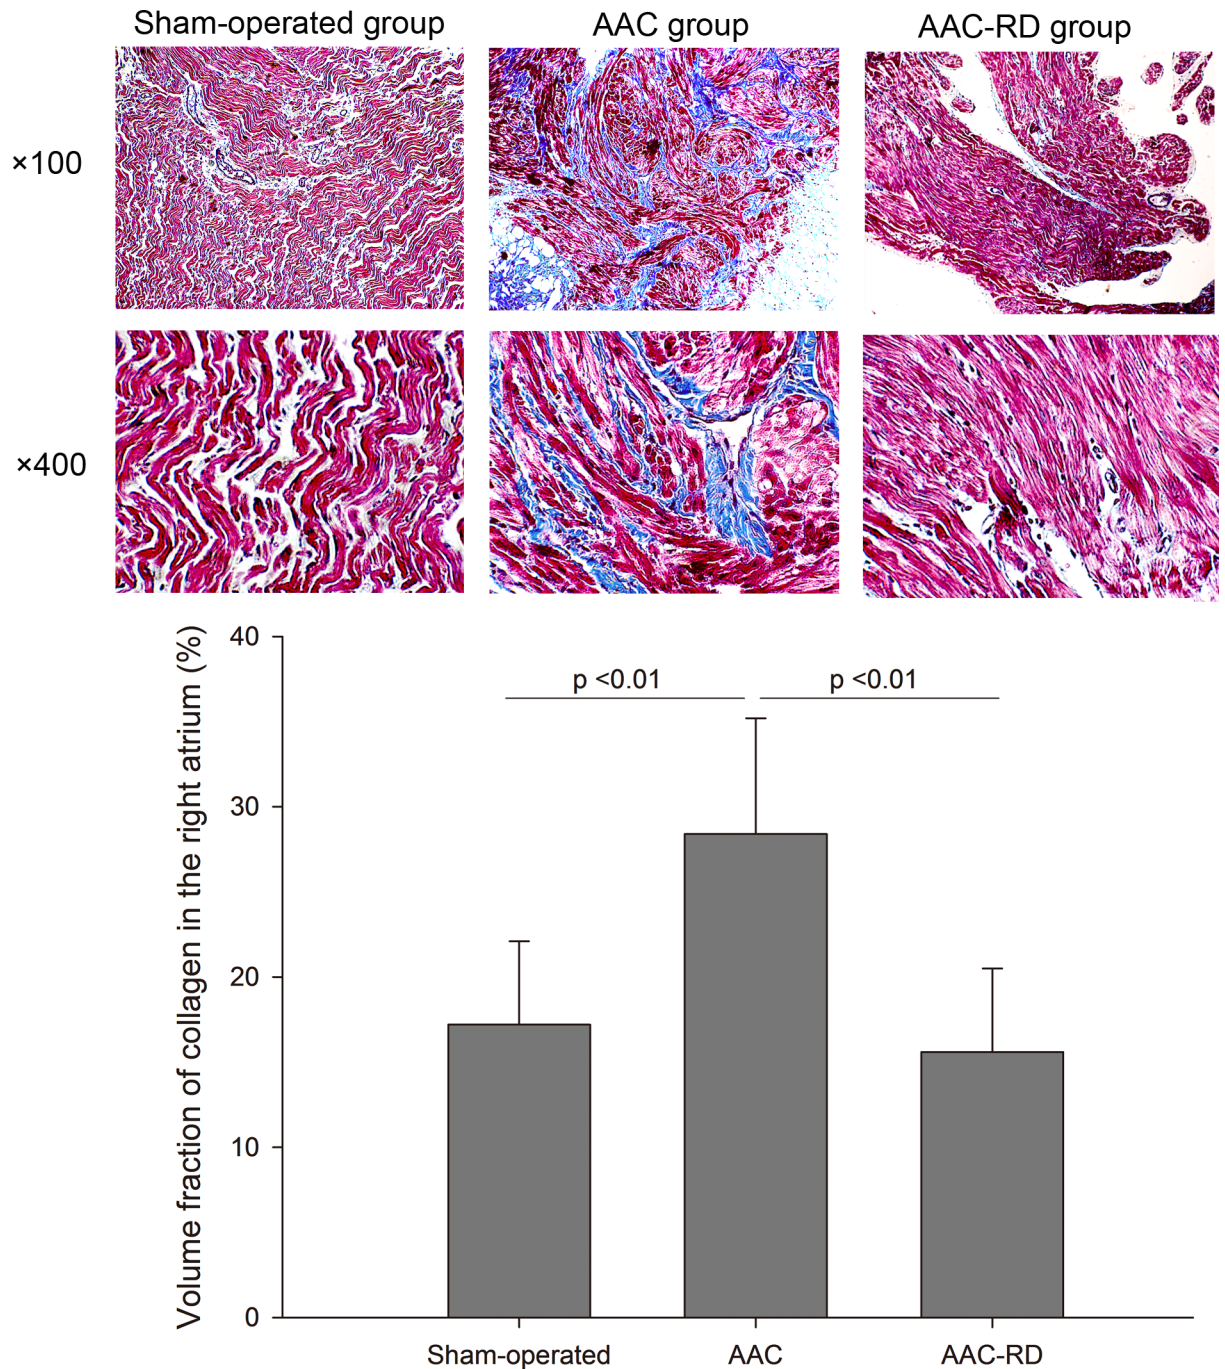 Sham-operated group
AAC group
AAC-RD group
×100
×400
Volume fraction of collagen in the right atrium (%)
40
30
20
10
0
p <0.01
p <0.01
Sham-operated
AAC
AAC-RD